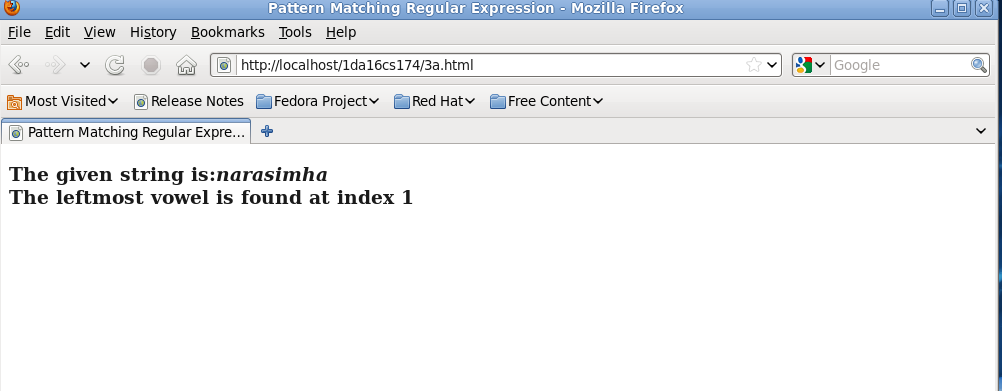 Pattern Matching Regular Expression - Mozilla Firefox
File Edit View History Bookmarks Tools Help
http://localhost/1da16cs174/3a.html Google
Most Visited Release Notes Fedora Project Red Hat Free Content
Pattern Matching Regular Expre...
The given string is:narasimha
The leftmost vowel is found at index 1